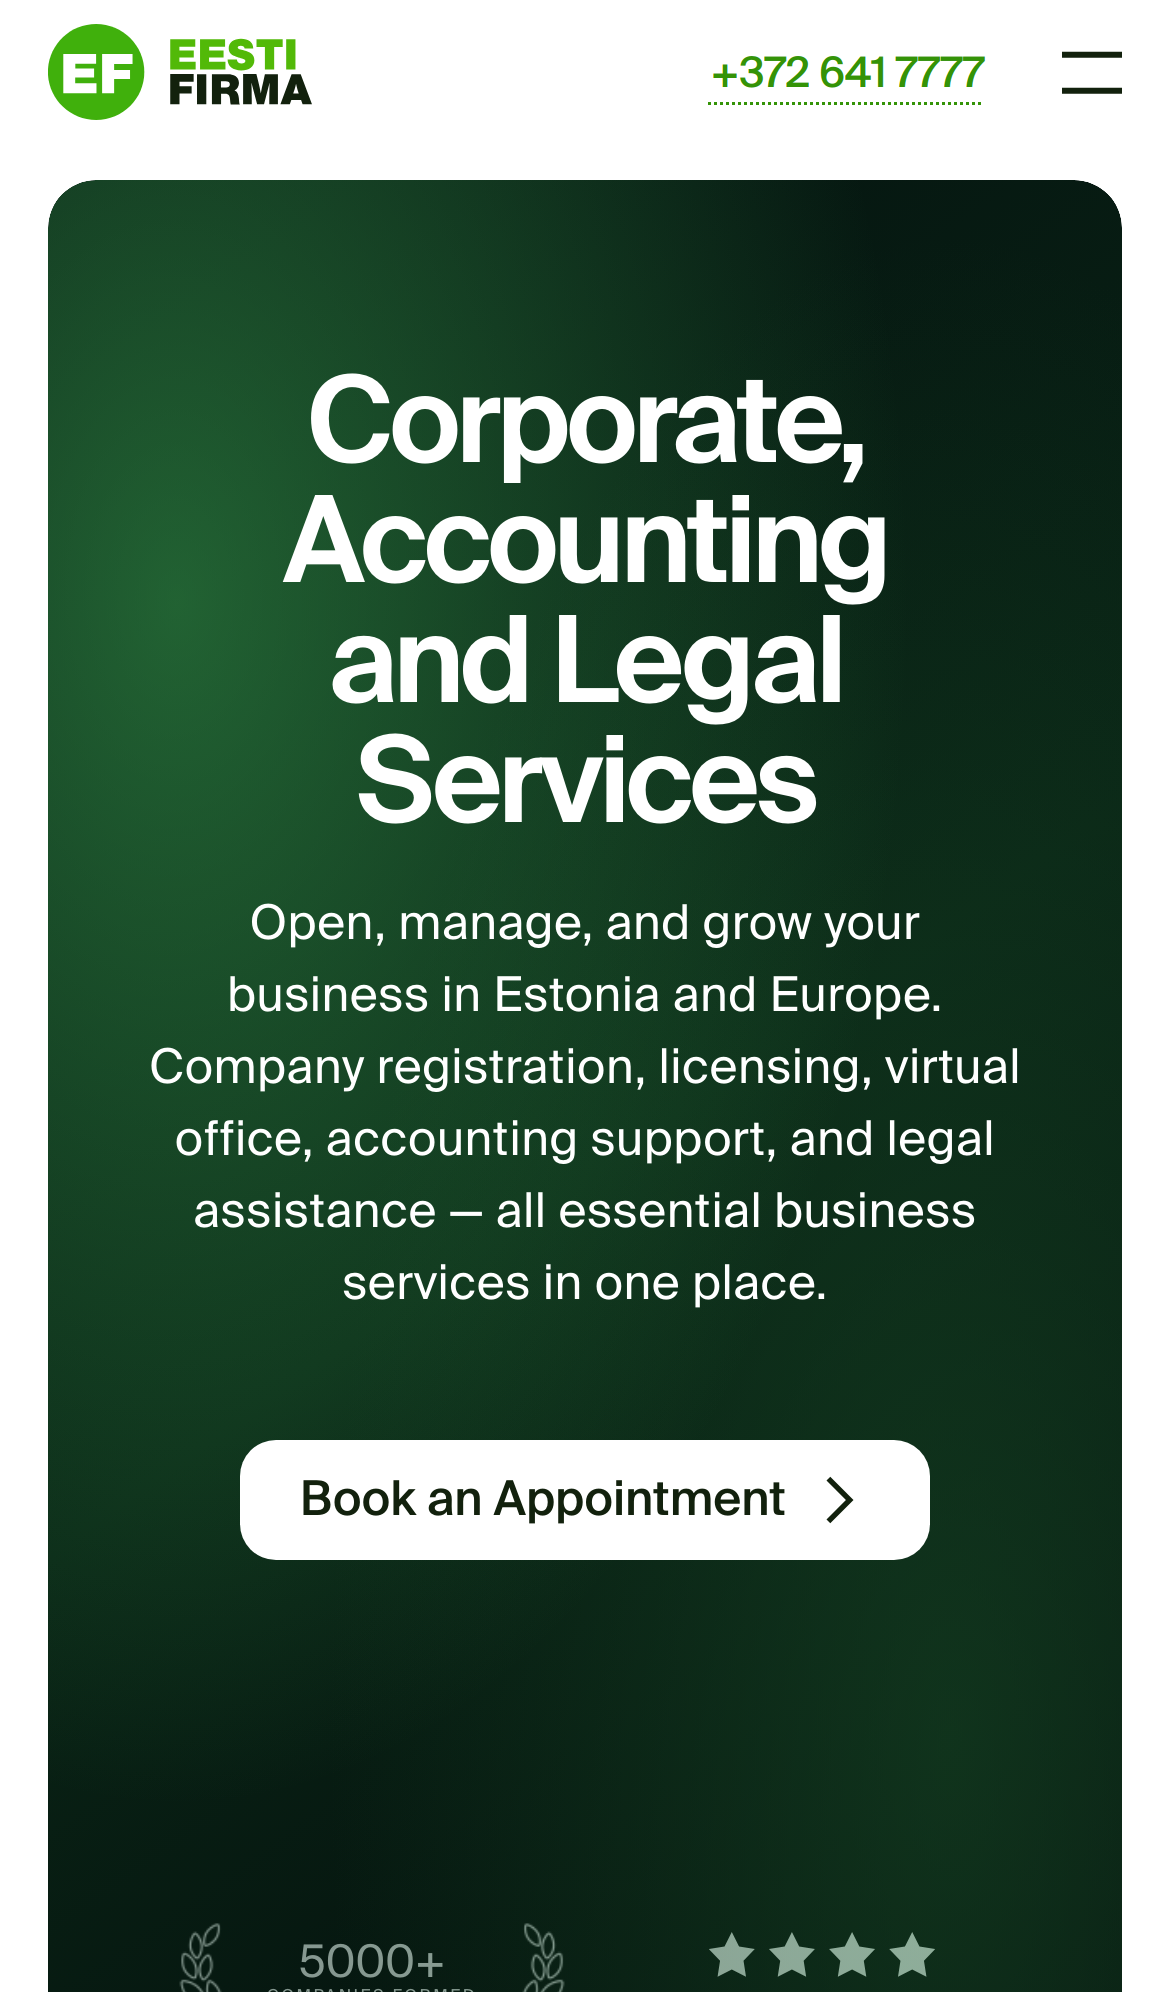 EF
EESTI
FIRMA
+372 641 7777
Corporate,
Accounting
and Legal
Services
Open, manage, and grow your
business in Estonia and Europe.
Company registration, licensing, virtual
office, accounting support, and legal
assistance — all essential business
services in one place.
Book an Appointment
5000+
COMPANIES FORMED